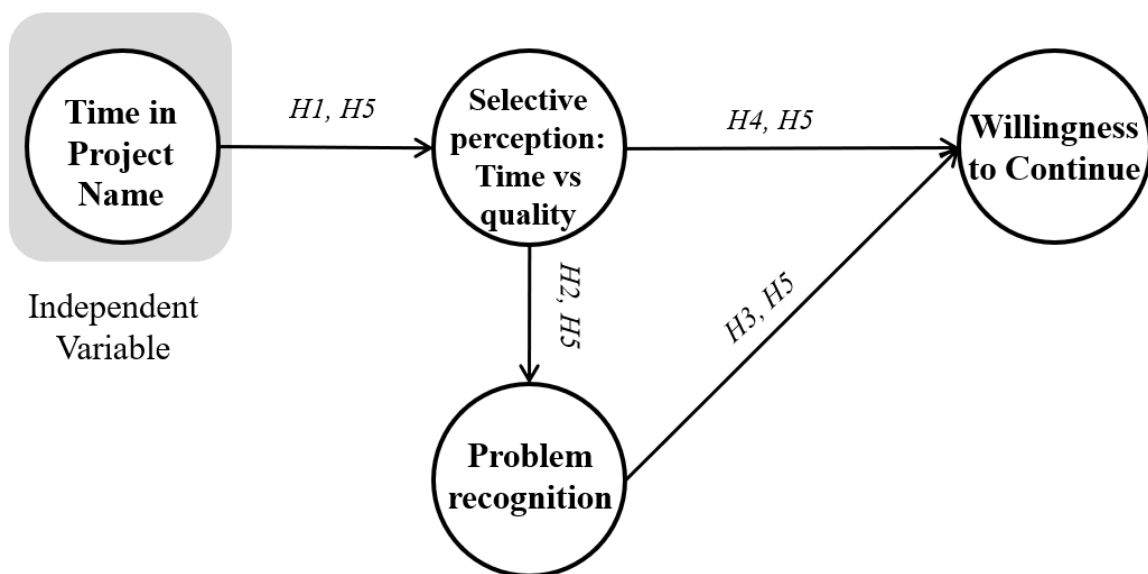 Time in
Project
Name
H1, H5
Selective
perception:
Time vs
quality
H4, H5
Willingness
to Continue
Independent
Variable
H2, H5
H3, H5
Problem
recognition